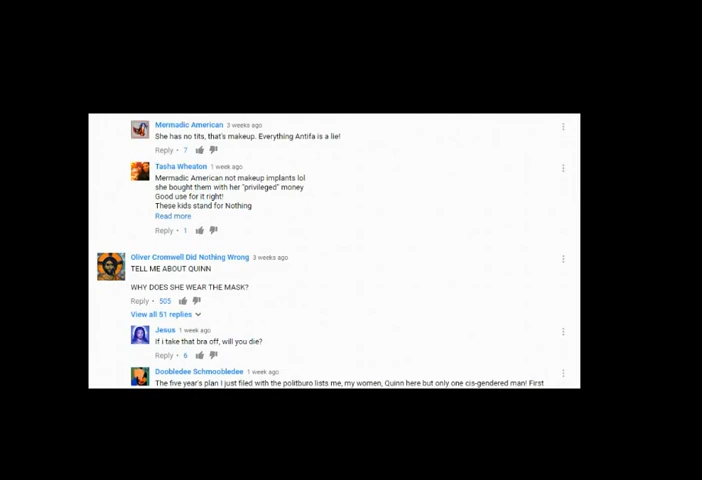 Mermadic American 3 weeks ago
She has no tits, that's makeup. Everything Antifa is a lie!
Reply • 7
Tasha Wheaton 1 week ago
Mermadic American not makeup implants lol
she bought them with her "privileged" money
Good use for it right!
These kids stand for Nothing
Read more
Reply • 1
Oliver Cromwell Did Nothing Wrong 3 weeks ago
TELL ME ABOUT QUINN
WHY DOES SHE WEAR THE MASK?
Reply • 505
View all 51 replies
Jesus 1 week ago
If i take that bra off, will you die?
Reply • 6
Doobledee Schmoobledee 1 week ago
The five year's plan I just filed with the politburo lists me, my women, Quinn here but only one cis-gendered man! First